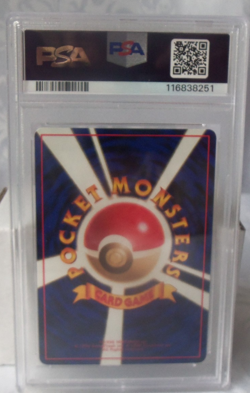 PSA PSA
116838251
POCKET MONSTERS
CARD GAME